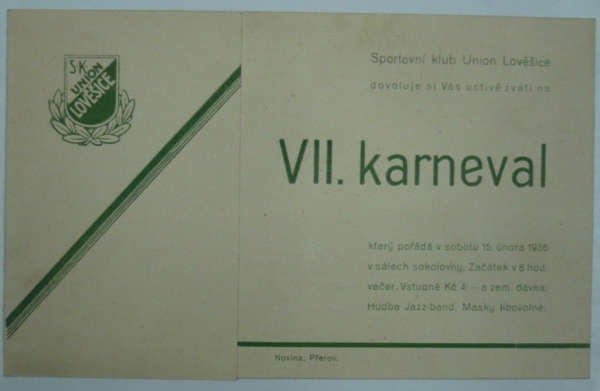 S.K.
UNION
LOVĚŠICE
Sportovní klub Union Lověšice
dovoluje si Vás uctivě zváti na
VII. karneval
který pořádá v sobotu 15. února 1936
v sálech sokolovny. Začátek v 8 hod.
večer. Vstupné Kč 4·– a zem. dávka.
Hudba Jazz-band. Masky libovolné.
Novina, Přerov.